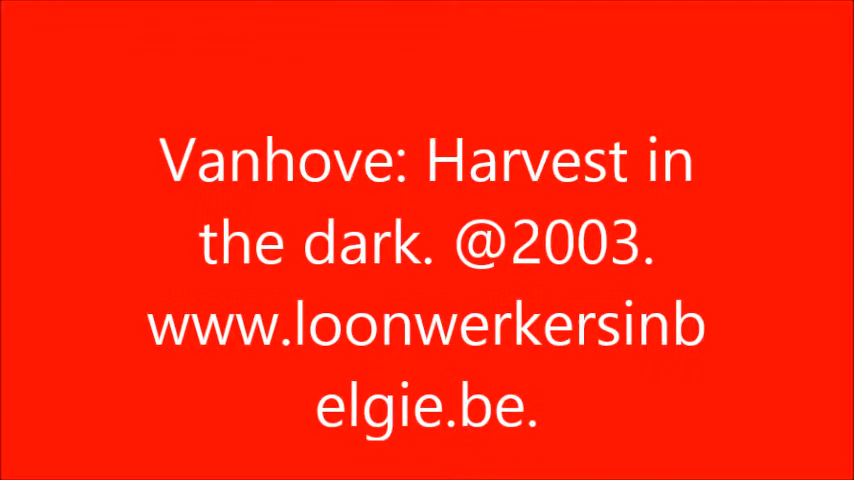 Vanhove: Harvest in
the dark. @2003.
www.loonwerkersinb
elgie.be.